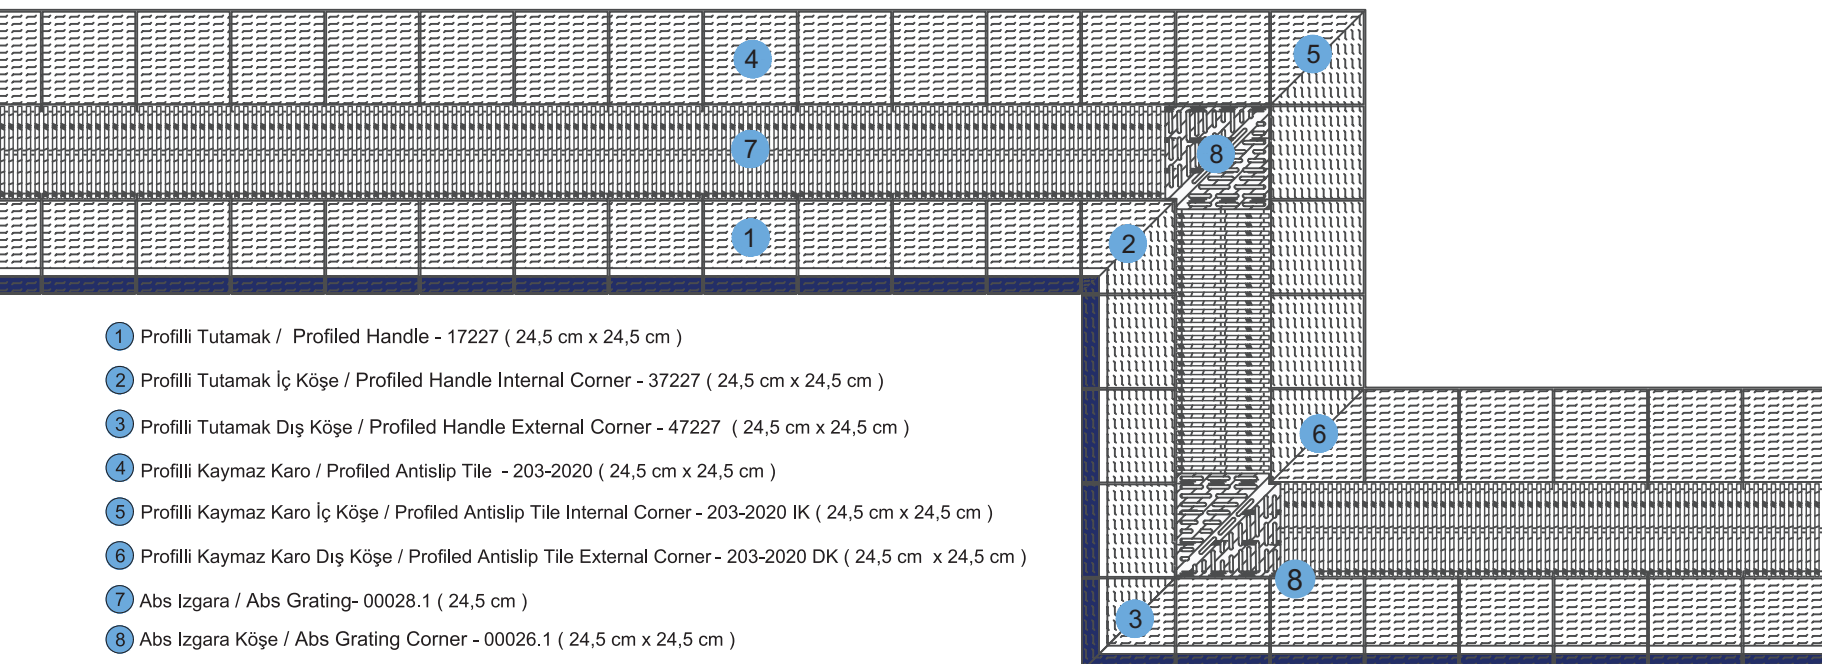 4
5
7
8
1
2
6
8
3
1 Profilli Tutamak / Profiled Handle - 17227 ( 24,5 cm x 24,5 cm )
2 Profilli Tutamak İç Köşe / Profiled Handle Internal Corner - 37227 ( 24,5 cm x 24,5 cm )
3 Profilli Tutamak Dış Köşe / Profiled Handle External Corner - 47227 ( 24,5 cm x 24,5 cm )
4 Profilli Kaymaz Karo / Profiled Antislip Tile - 203-2020 ( 24,5 cm x 24,5 cm )
5 Profilli Kaymaz Karo İç Köşe / Profiled Antislip Tile Internal Corner - 203-2020 IK ( 24,5 cm x 24,5 cm )
6 Profilli Kaymaz Karo Dış Köşe / Profiled Antislip Tile External Corner - 203-2020 DK ( 24,5 cm x 24,5 cm )
7 Abs Izgara / Abs Grating- 00028.1 ( 24,5 cm )
8 Abs Izgara Köşe / Abs Grating Corner - 00026.1 ( 24,5 cm x 24,5 cm )